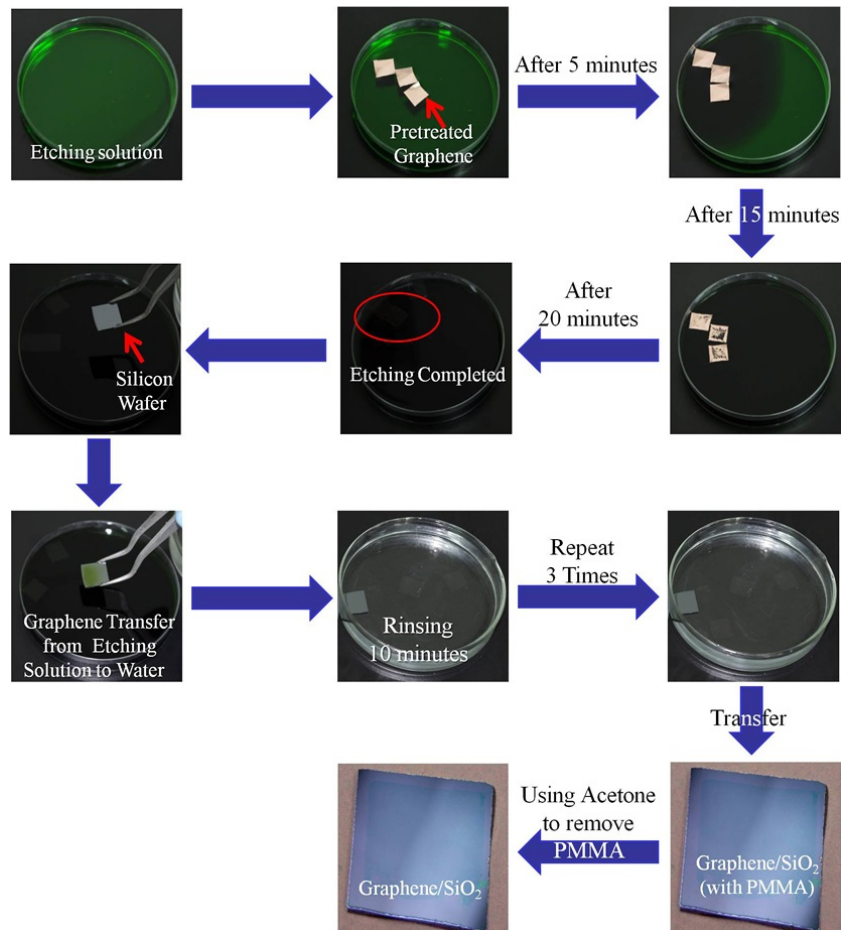 Etching solution
Pretreated
Graphene
After 5 minutes
After 15 minutes
After
20 minutes
Etching Completed
Silicon
Wafer
Graphene Transfer
from Etching
Solution to Water
Rinsing
10 minutes
Repeat
3 Times
Transfer
Graphene/SiO₂
(with PMMA)
Using Acetone
to remove
PMMA
Graphene/SiO₂